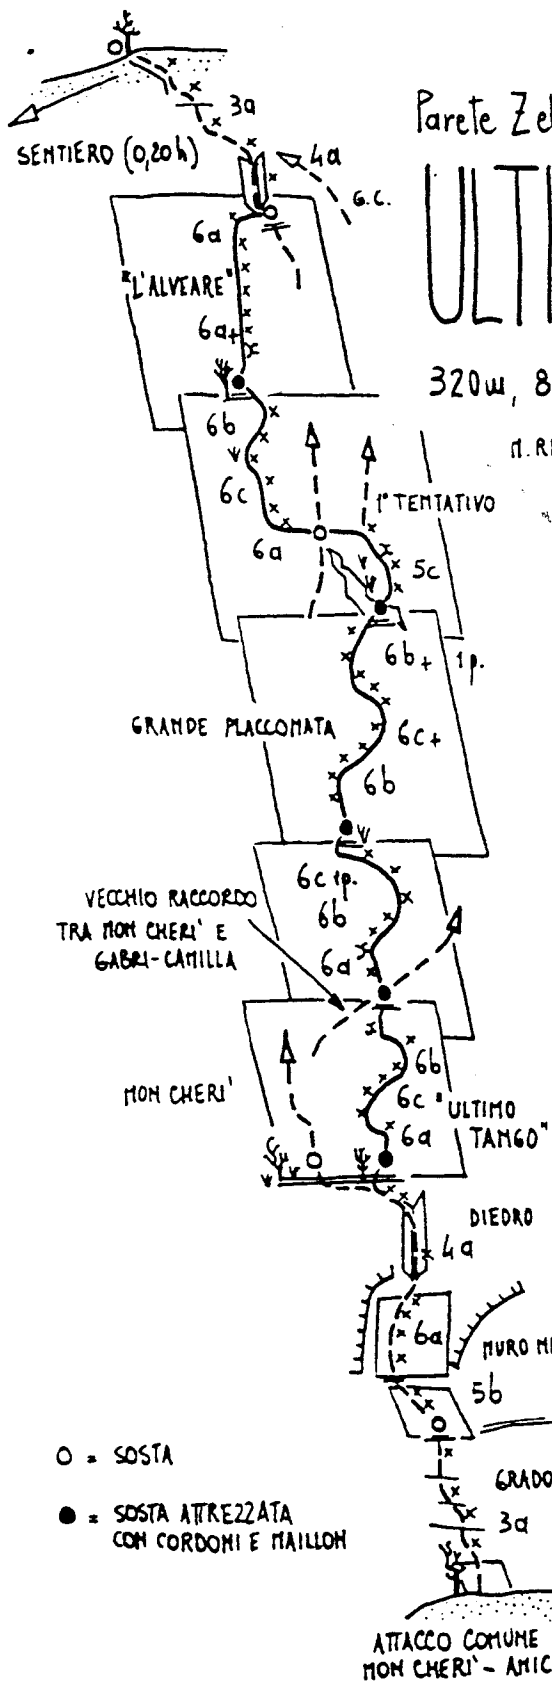 Parete Ze
ULTI
320m, 8
M. R
3a
SENTIERO (0,20h)
4a
G.C.
6a
"L'ALVEARE"
6a+
6b
6c
1° TENTATIVO
6a
5c
6b+ 1p.
GRANDE PLACCONATA
6c+
6b
6c 1p.
VECCHIO RACCORDO
TRA MON CHERI' E
GABRI-CAMILLA
6b
6a
6b
MON CHERI'
6c
"ULTIMO
TANGO"
6a
DIEDRO
4a
6a
MURO
5b
O = SOSTA
GRADO
● = SOSTA ATTREZZATA
CON CORDONI E MAILLON
3a
ATTACCO COMUNE
MON CHERI' - AMIC